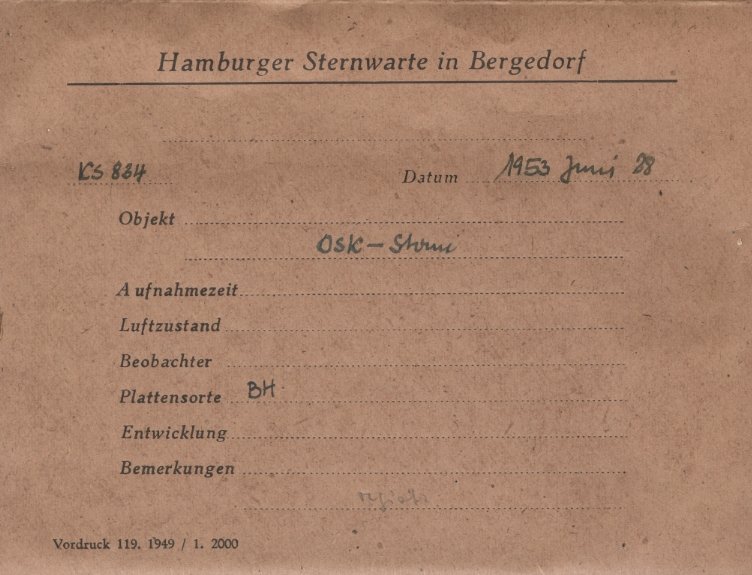 Hamburger Sternwarte in Bergedorf
KS 834 Datum 1953 Juni 28
Objekt
OSK – Sterne
Aufnahmezeit
Luftzustand
Beobachter
Plattensorte BH
Entwicklung
Bemerkungen
Vordruck 119. 1949 / 1. 2000